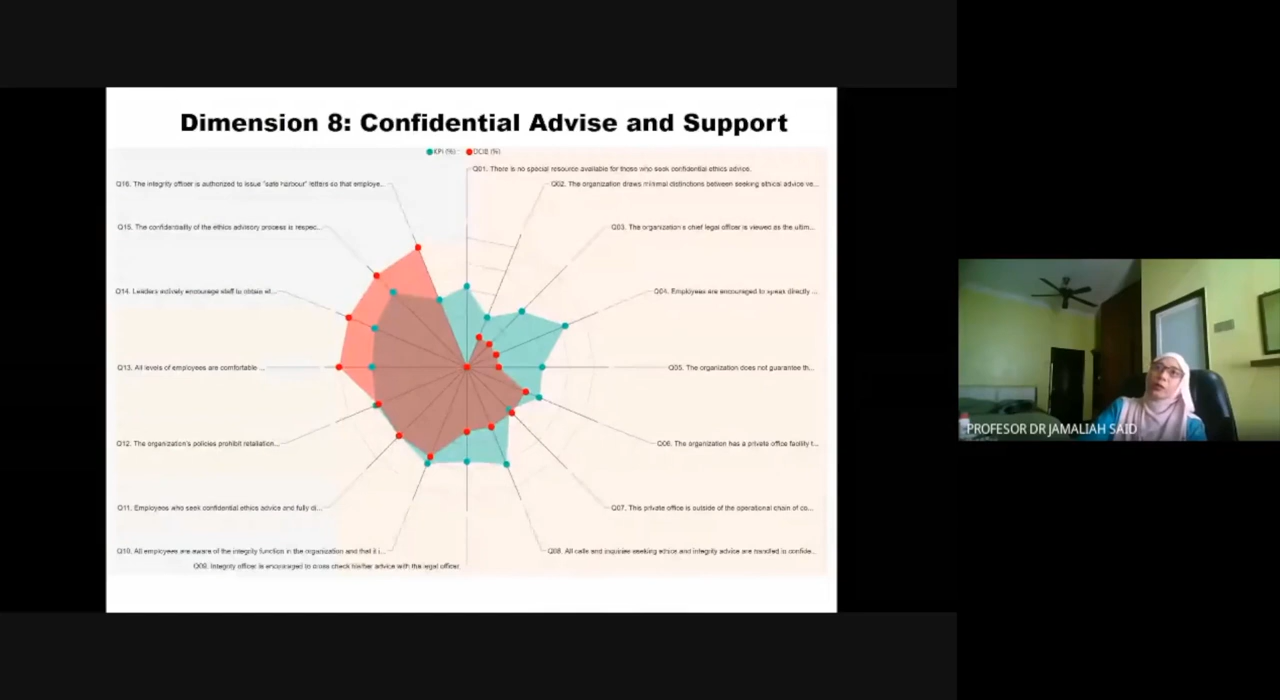 Dimension 8: Confidential Advise and Support
KPI (%)
Q01. There is no special resource available for those who seek confidential ethics advice.
Q02. The organization draws minimal distinctions between seeking ethical advice ve...
Q03. The organization's chief legal officer is viewed as the ultim...
Q04. Employees are encouraged to speak directly ...
Q05. The organization does not guarantee th...
Q06. The organization has a private office facility t...
Q07. This private office is outside of the operational chain of co...
Q08. All calls and inquiries seeking ethics and integrity advice are handled in confide...
Q09. Integrity officer is encouraged to cross check his/her advice with the legal officer.
Q10. All employees are aware of the integrity function in the organization and that it i...
Q11. Employees who seek confidential ethics advice and fully di...
Q12. The organization's policies prohibit retaliation...
Q13. All levels of employees are comfortable ...
Q14. Leaders actively encourage staff to obtain et...
Q15. The confidentiality of the ethics advisory process is respec...
Q16. The integrity officer is authorized to issue "safe harbour" letters so that employe...
PROFESOR DR JAMALIAH SAID